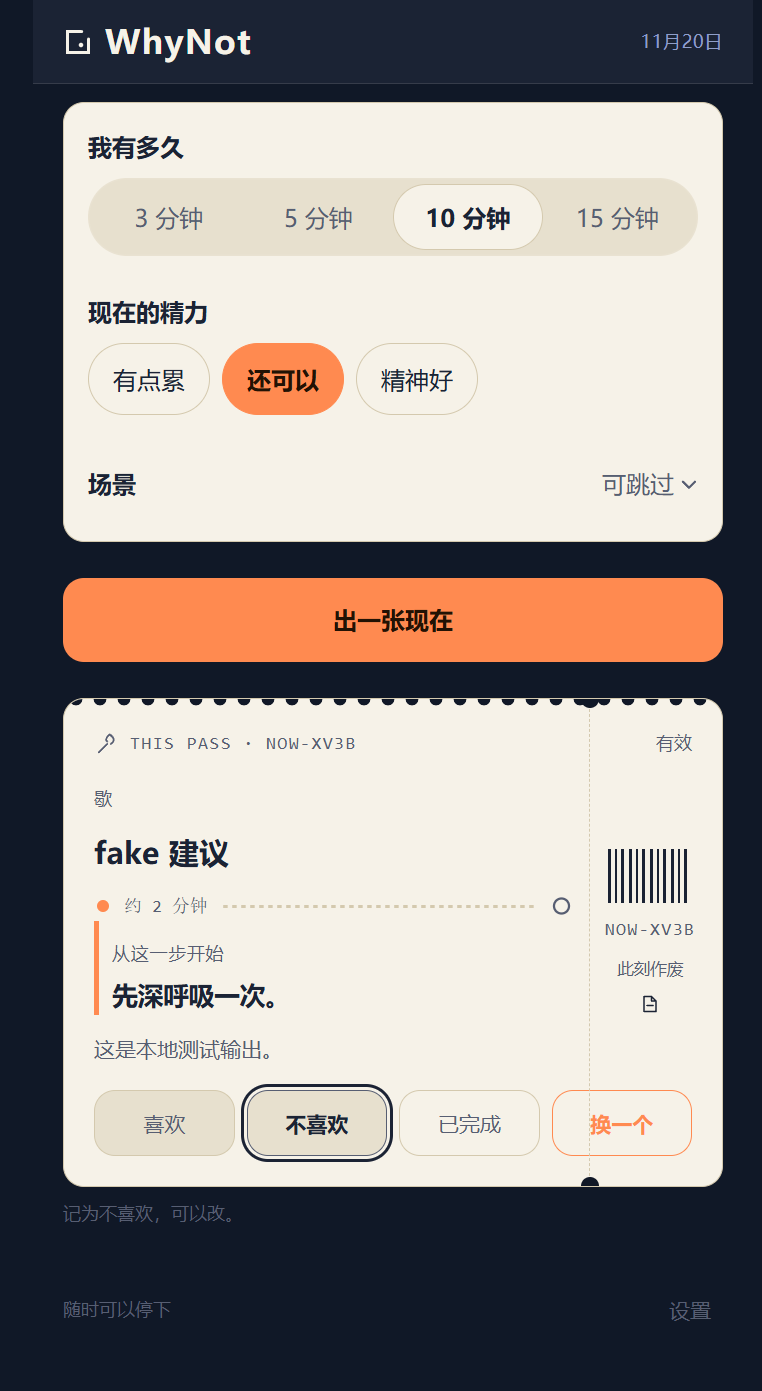 WhyNot
11月20日
我有多久
3 分钟 5 分钟 10 分钟 15 分钟
现在的精力
有点累 还可以 精神好
场景 可跳过
出一张现在
THIS PASS · NOW-XV3B 有效
歇
fake 建议
约 2 分钟
NOW-XV3B
从这一步开始
此刻作废
先深呼吸一次。
这是本地测试输出。
喜欢 不喜欢 已完成 换一个
记为不喜欢，可以改。
随时可以停下 设置